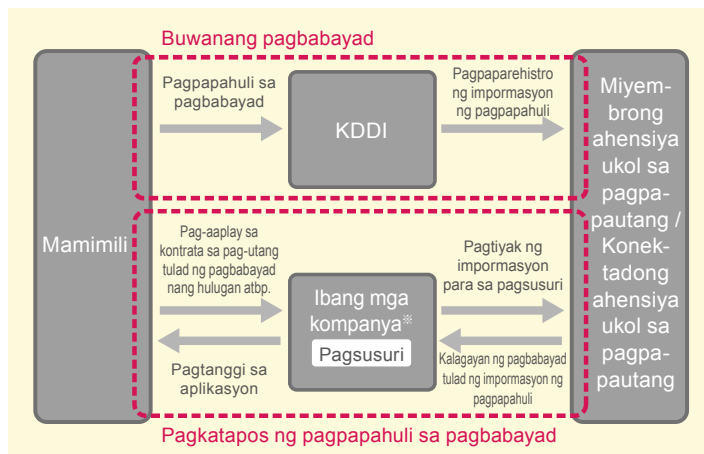 Buwanang pagbabayad
Mamimili
Pagpapahuli sa
pagbabayad
KDDI
Pagpaparehistro
ng impormasyon
ng pagpapahuli
Miyem-
brong
ahensiya
ukol sa
pagpa-
pautang /
Konek-
tadong
ahensiya
ukol sa
pagpa-
pautang
Pag-aaplay sa
kontrata sa pag-utang
tulad ng pagbabayad
nang hulugan atbp.
Pagtanggi sa
aplikasyon
Ibang mga
kompanya※
Pagsusuri
Pagtiyak ng
impormasyon
para sa pagsusuri
Kalagayan ng pagbabayad
tulad ng impormasyon ng
pagpapahuli
Pagkatapos ng pagpapahuli sa pagbabayad